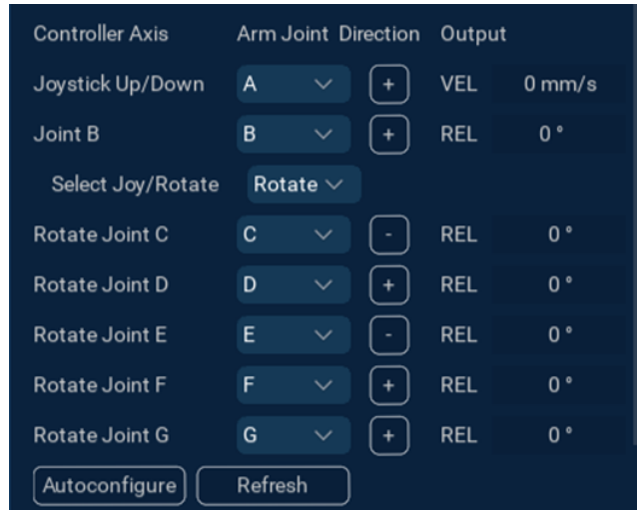 Controller Axis Arm Joint Direction Output
Joystick Up/Down A + VEL 0 mm/s
Joint B B + REL 0 °
Select Joy/Rotate Rotate
Rotate Joint C C - REL 0 °
Rotate Joint D D + REL 0 °
Rotate Joint E E - REL 0 °
Rotate Joint F F + REL 0 °
Rotate Joint G G + REL 0 °
Autoconfigure Refresh